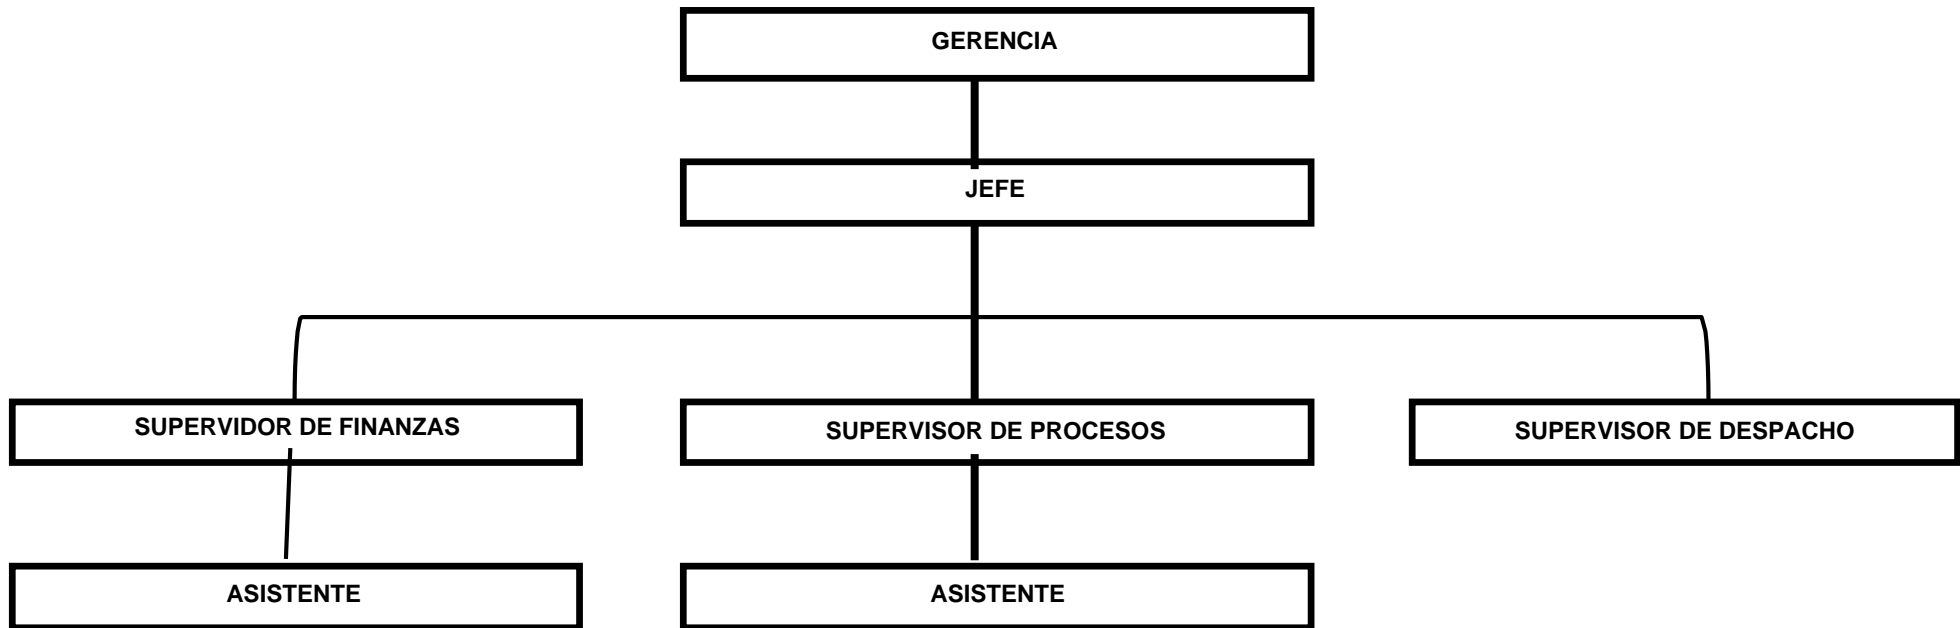 GERENCIA
JEFE
SUPERVIDOR DE FINANZAS
SUPERVISOR DE PROCESOS
SUPERVISOR DE DESPACHO
ASISTENTE
ASISTENTE